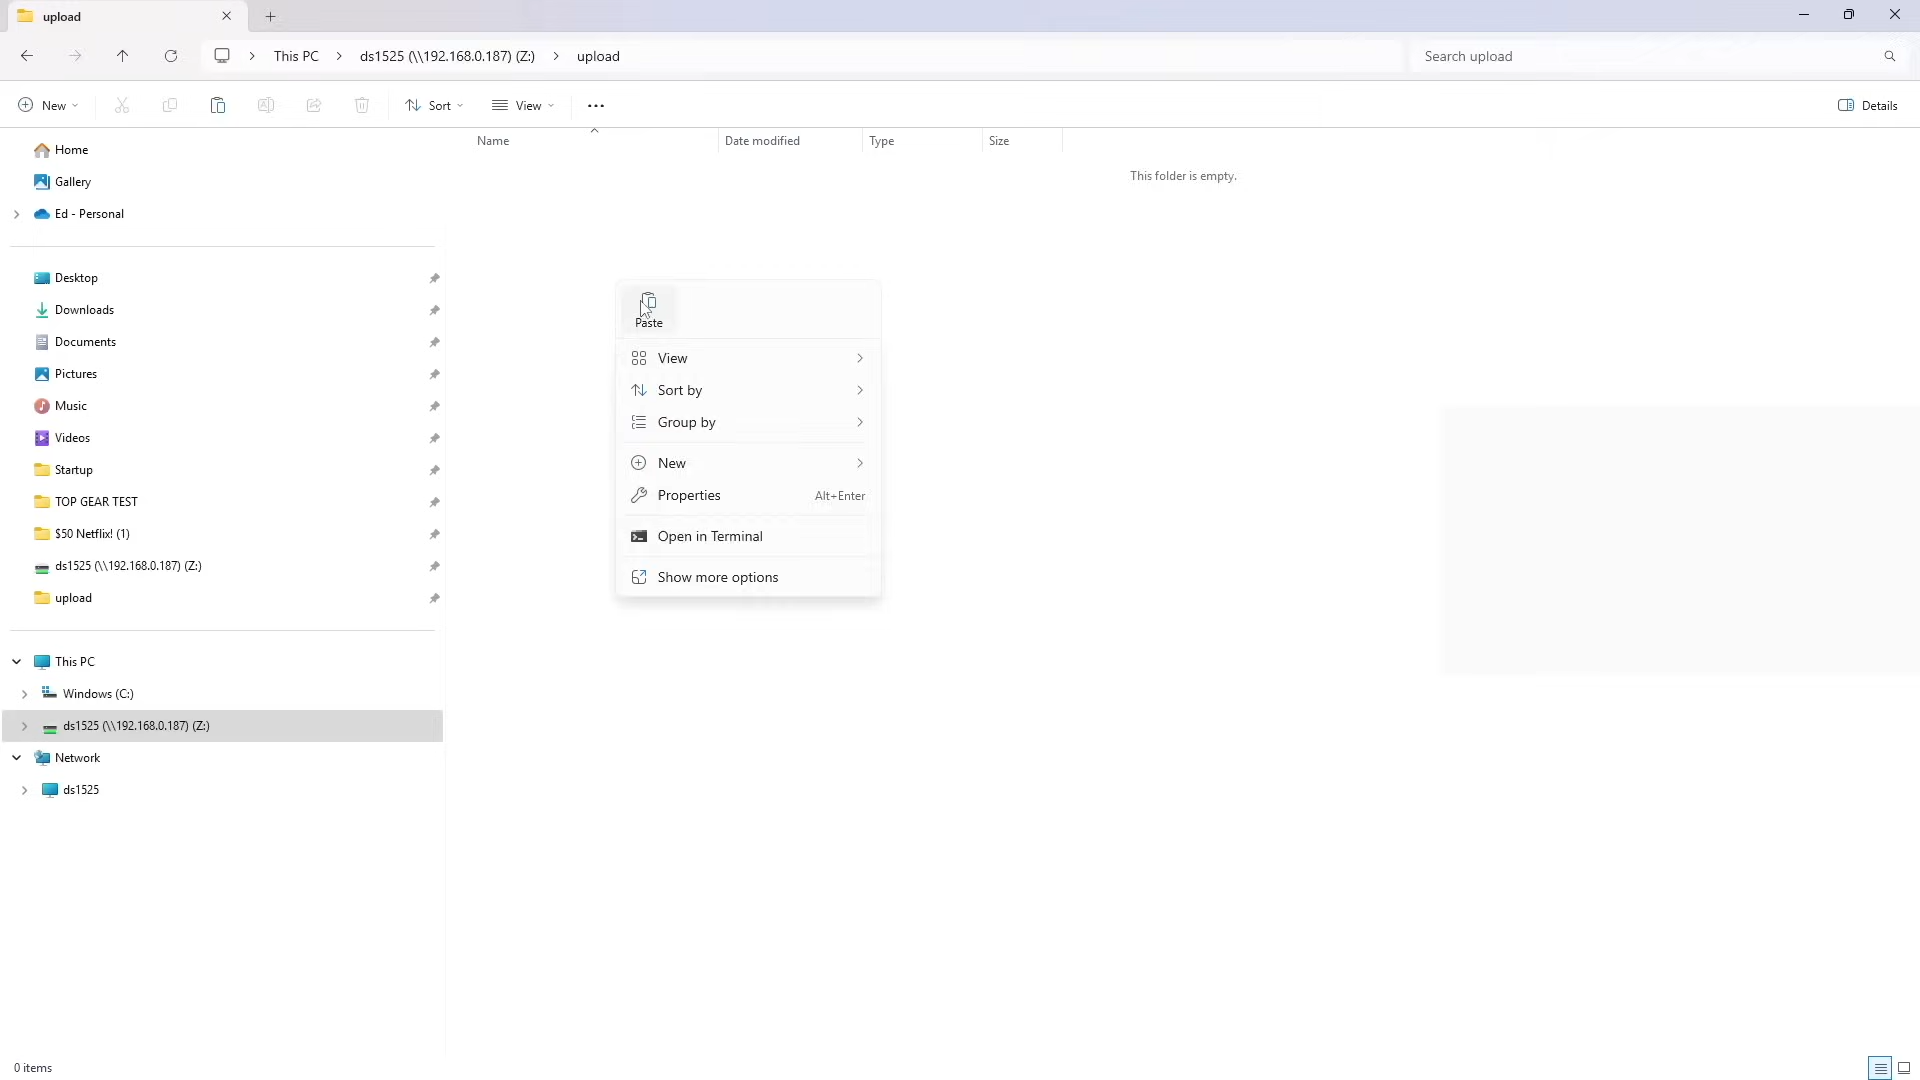 upload
This PC
ds1525 (\\192.168.0.187) (Z:)
upload
Search upload
New
Sort
View
Details
Name
Date modified
Type
Size
This folder is empty.
Home
Gallery
Ed - Personal
Desktop
Downloads
Documents
Pictures
Music
Videos
Startup
TOP GEAR TEST
$50 Netflix! (1)
ds1525 (\\192.168.0.187) (Z:)
upload
This PC
Windows (C:)
ds1525 (\\192.168.0.187) (Z:)
Network
ds1525
Paste
View
Sort by
Group by
New
Properties Alt+Enter
Open in Terminal
Show more options
0 items